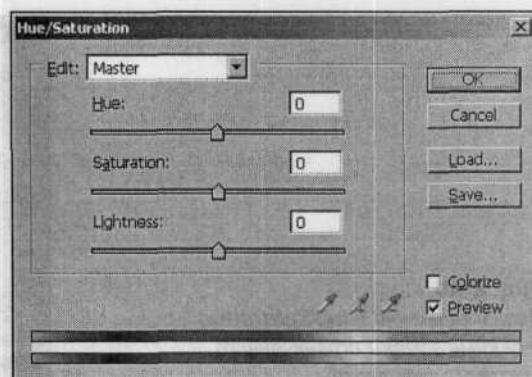 Hue/Saturation
Edit: Master
Hue: 0
Saturation: 0
Lightness: 0
OK
Cancel
Load...
Save...
Colorize
Preview